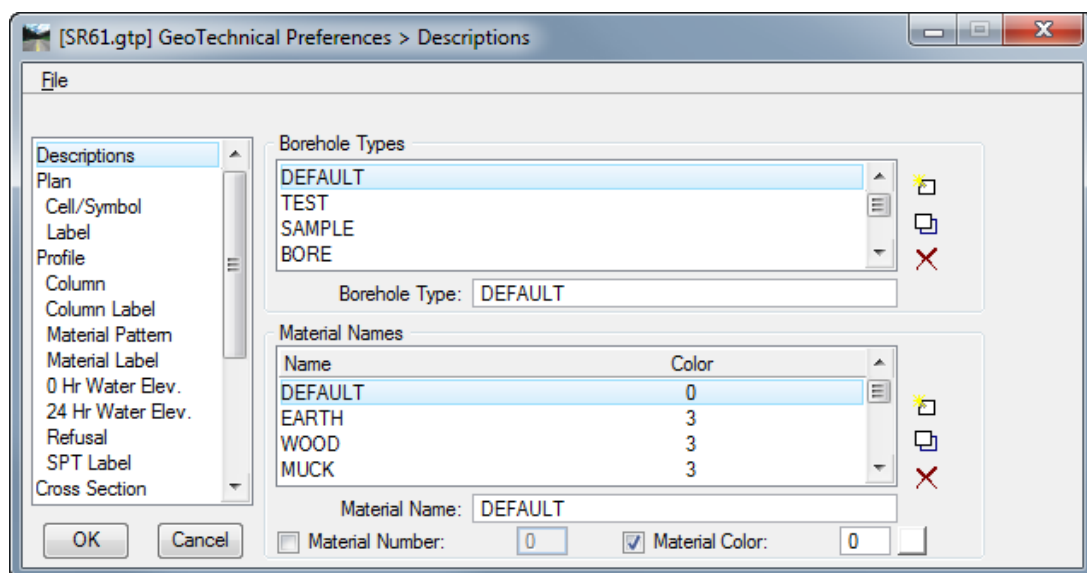 [SR61.gtp] GeoTechnical Preferences > Descriptions
File
Descriptions
Plan
Cell/Symbol
Label
Profile
Column
Column Label
Material Pattern
Material Label
0 Hr Water Elev.
24 Hr Water Elev.
Refusal
SPT Label
Cross Section
OK Cancel
Borehole Types
DEFAULT
TEST
SAMPLE
BORE
Borehole Type: DEFAULT
Material Names
Name Color
DEFAULT 0
EARTH 3
WOOD 3
MUCK 3
Material Name: DEFAULT
Material Number: 0 Material Color: 0